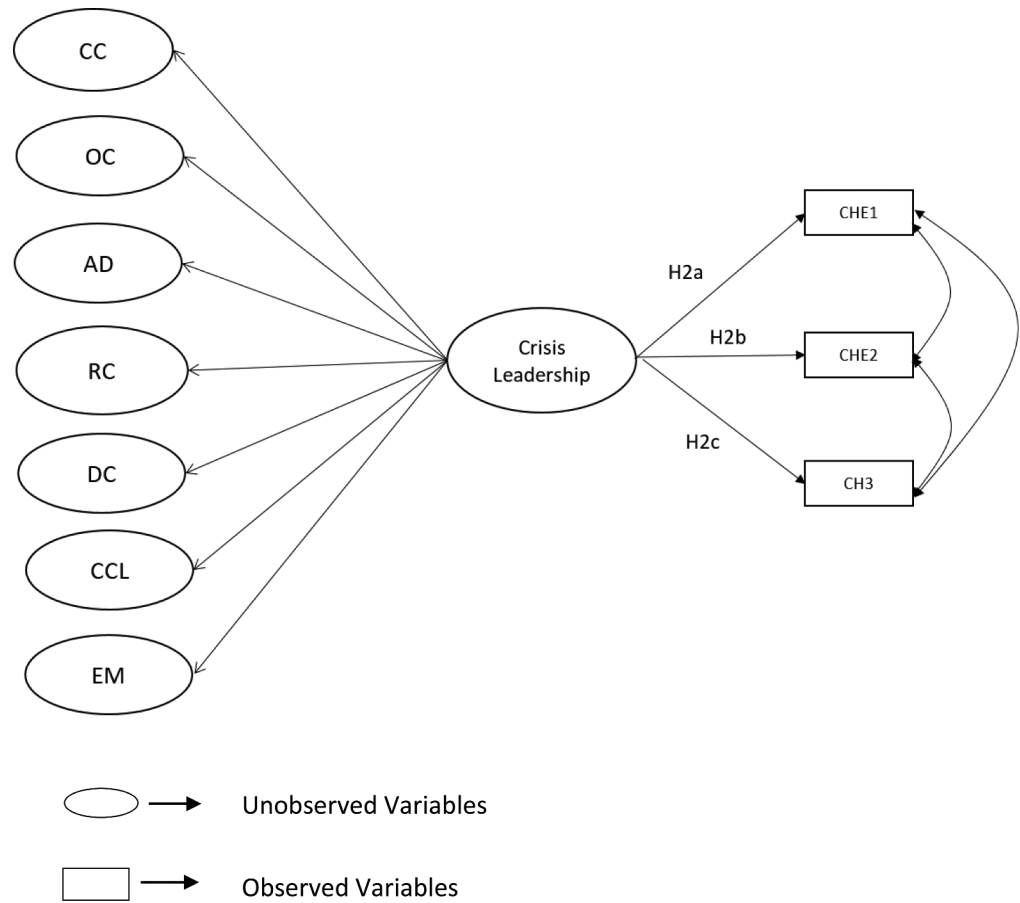 CC
OC
AD
RC
DC
CCL
EM
Crisis
Leadership
H2a
H2b
H2c
CHE1
CHE2
CH3
Unobserved Variables
Observed Variables